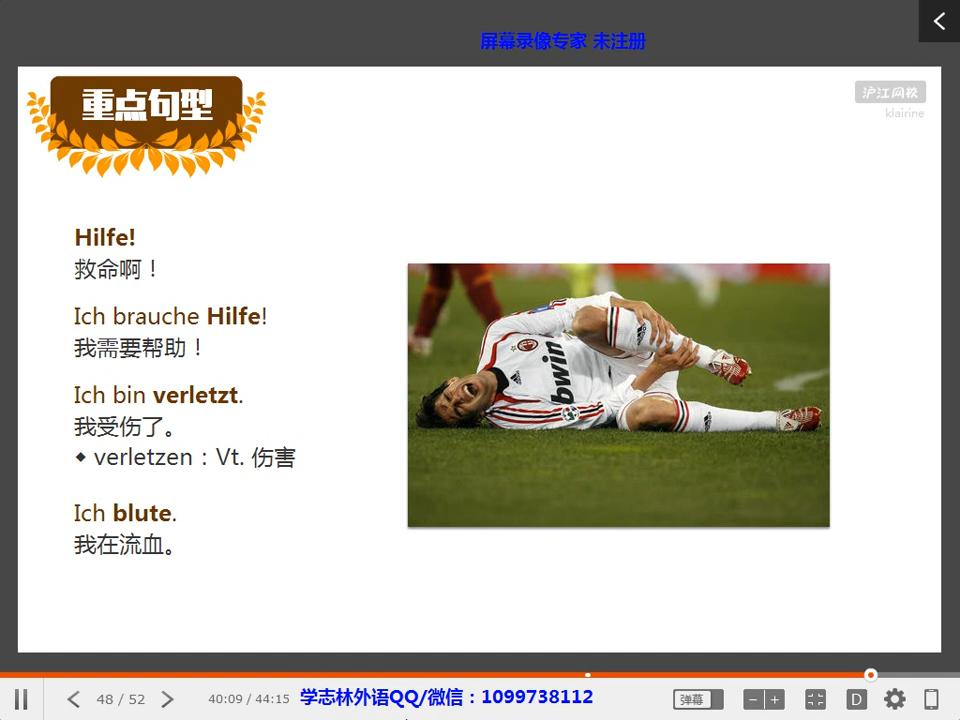 屏幕录像专家 未注册
重点句型
沪江网校
klairine
Hilfe!
救命啊！
Ich brauche Hilfe!
我需要帮助！
Ich bin verletzt.
我受伤了。
◆ verletzen：Vt. 伤害
Ich blute.
我在流血。
bwin
48 / 52
40:09 / 44:15
学志林外语QQ/微信：1099738112
弹幕
D